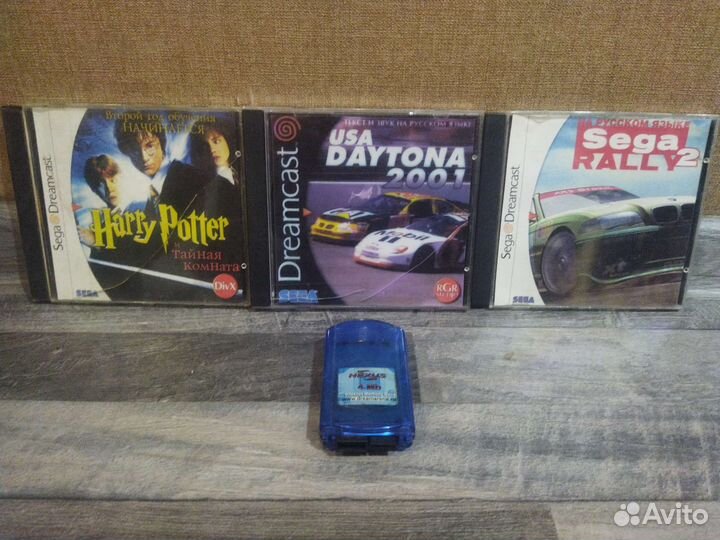 Второй год обучения
НАЧИНАЕТСЯ
Harry Potter
и
Тайная
комната
DivX
SEGA
Sega Dreamcast
ТЕКСТ И ЗВУК НА РУССКОМ ЯЗЫКЕ
USA
DAYTONA
2001
Dreamcast
SEGA
RGR
НА РУССКОМ ЯЗЫКЕ
Sega
RALLY 2
Sega Dreamcast
SEGA
NEXUS
4 MB
Avito